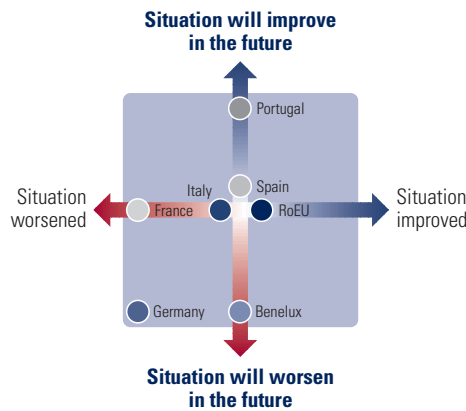 Situation will improve
in the future
Portugal
Italy
Spain
Situation
worsened
France
RoEU
Situation
improved
Germany
Benelux
Situation will worsen
in the future